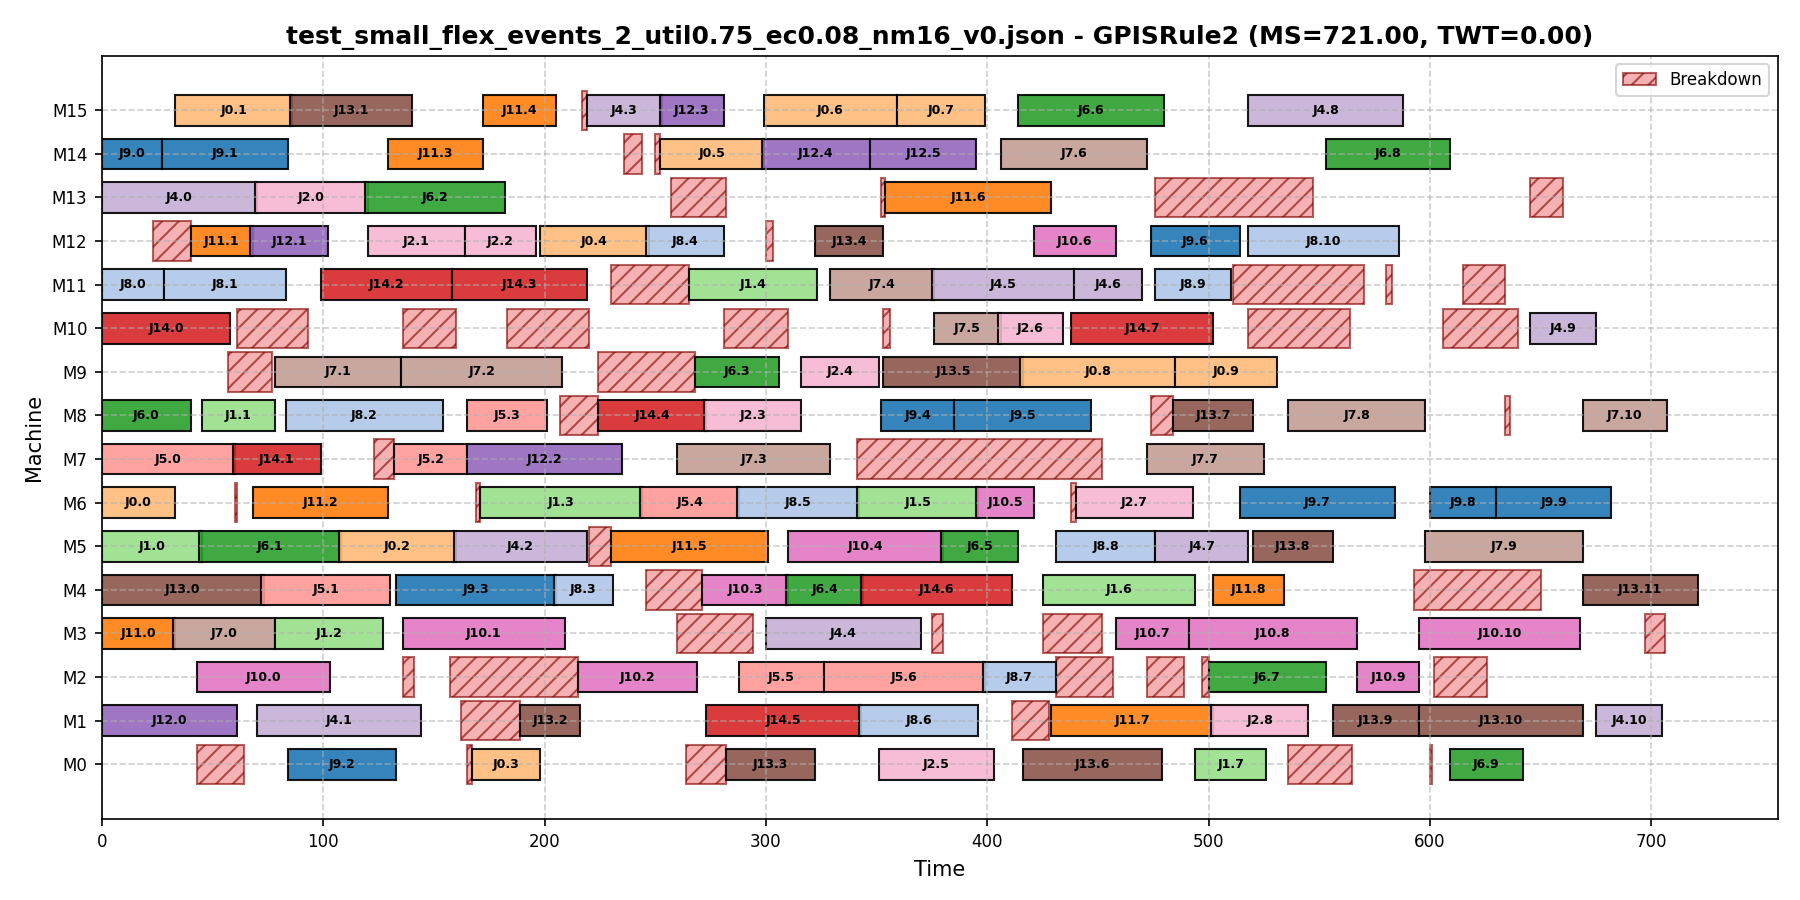 test_small_flex_events_2_util0.75_ec0.08_nm16_v0.json - GPISRule2 (MS=721.00, TWT=0.00)
Breakdown
M15 J0.1 J13.1 J11.4 J4.3 J12.3 J0.6 J0.7 J6.6 J4.8
M14 J9.0 J9.1 J11.3 J0.5 J12.4 J12.5 J7.6 J6.8
M13 J4.0 J2.0 J6.2 J11.6
M12 J11.1 J12.1 J2.1 J2.2 J0.4 J8.4 J13.4 J10.6 J9.6 J8.10
M11 J8.0 J8.1 J14.2 J14.3 J1.4 J7.4 J4.5 J4.6 J8.9
M10 J14.0 J7.5 J2.6 J14.7 J4.9
M9 J7.1 J7.2 J6.3 J2.4 J13.5 J0.8 J0.9
M8 J6.0 J1.1 J8.2 J5.3 J14.4 J2.3 J9.4 J9.5 J13.7 J7.8 J7.10
M7 J5.0 J14.1 J5.2 J12.2 J7.3 J7.7
M6 J0.0 J11.2 J1.3 J5.4 J8.5 J1.5 J10.5 J2.7 J9.7 J9.8 J9.9
M5 J1.0 J6.1 J0.2 J4.2 J11.5 J10.4 J6.5 J8.8 J4.7 J13.8 J7.9
M4 J13.0 J5.1 J9.3 J8.3 J10.3 J6.4 J14.6 J1.6 J11.8 J13.11
M3 J11.0 J7.0 J1.2 J10.1 J4.4 J10.7 J10.8 J10.10
M2 J10.0 J10.2 J5.5 J5.6 J8.7 J6.7 J10.9
M1 J12.0 J4.1 J13.2 J14.5 J8.6 J11.7 J2.8 J13.9 J13.10 J4.10
M0 J9.2 J0.3 J13.3 J2.5 J13.6 J1.7 J6.9
Machine
0 100 200 300 400 500 600 700
Time